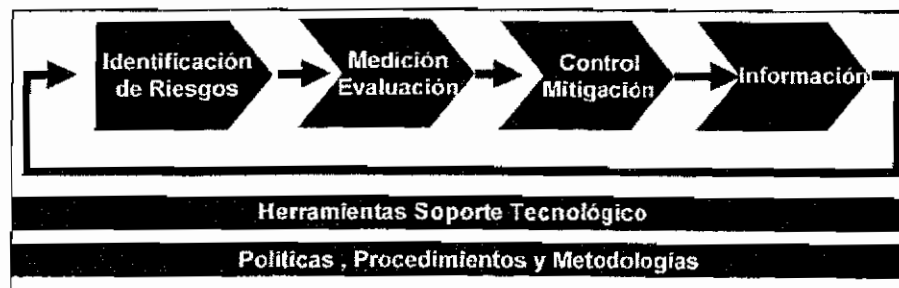 Identificación
de Riesgos
Medición
Evaluación
Control
Mitigación
Información
Herramientas Soporte Tecnológico
Políticas , Procedimientos y Metodologías